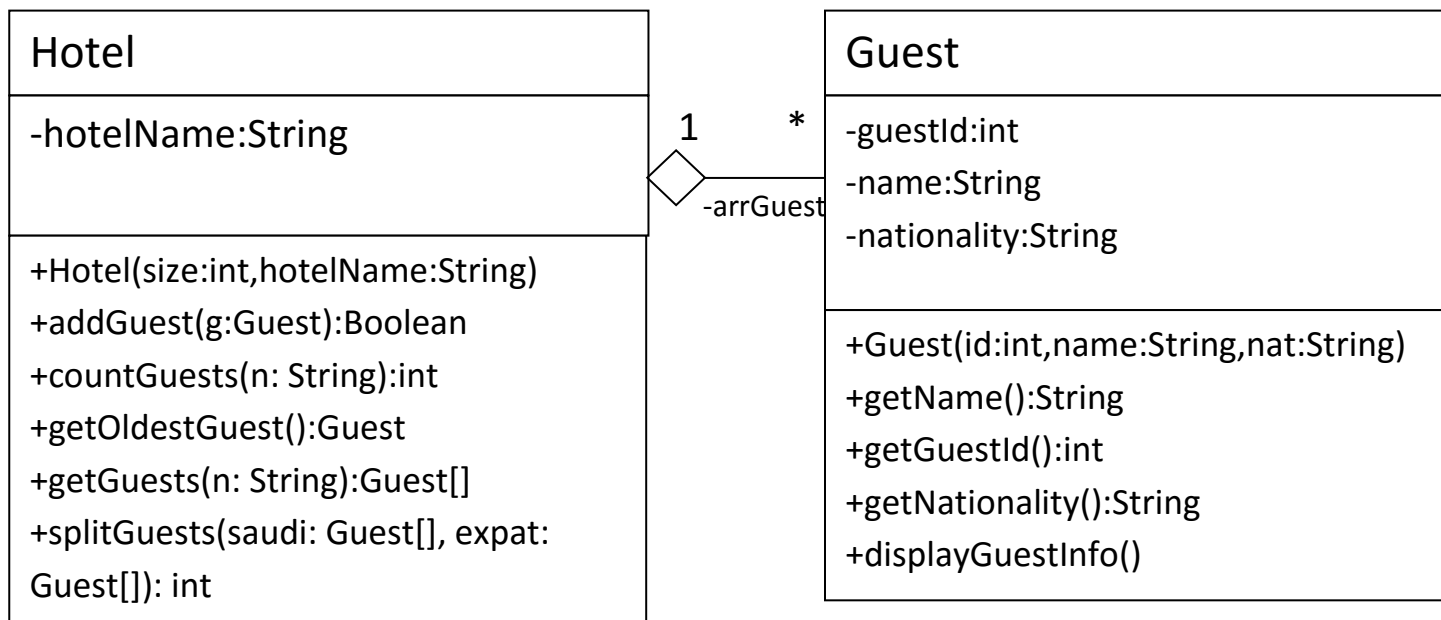 Hotel
-hotelName:String
+Hotel(size:int,hotelName:String)
+addGuest(g:Guest):Boolean
+countGuests(n: String):int
+getOldestGuest():Guest
+getGuests(n: String):Guest[]
+splitGuests(saudi: Guest[], expat:
Guest[]): int
1 *
-arrGuest
Guest
-guestId:int
-name:String
-nationality:String
+Guest(id:int,name:String,nat:String)
+getName():String
+getGuestId():int
+getNationality():String
+displayGuestInfo()